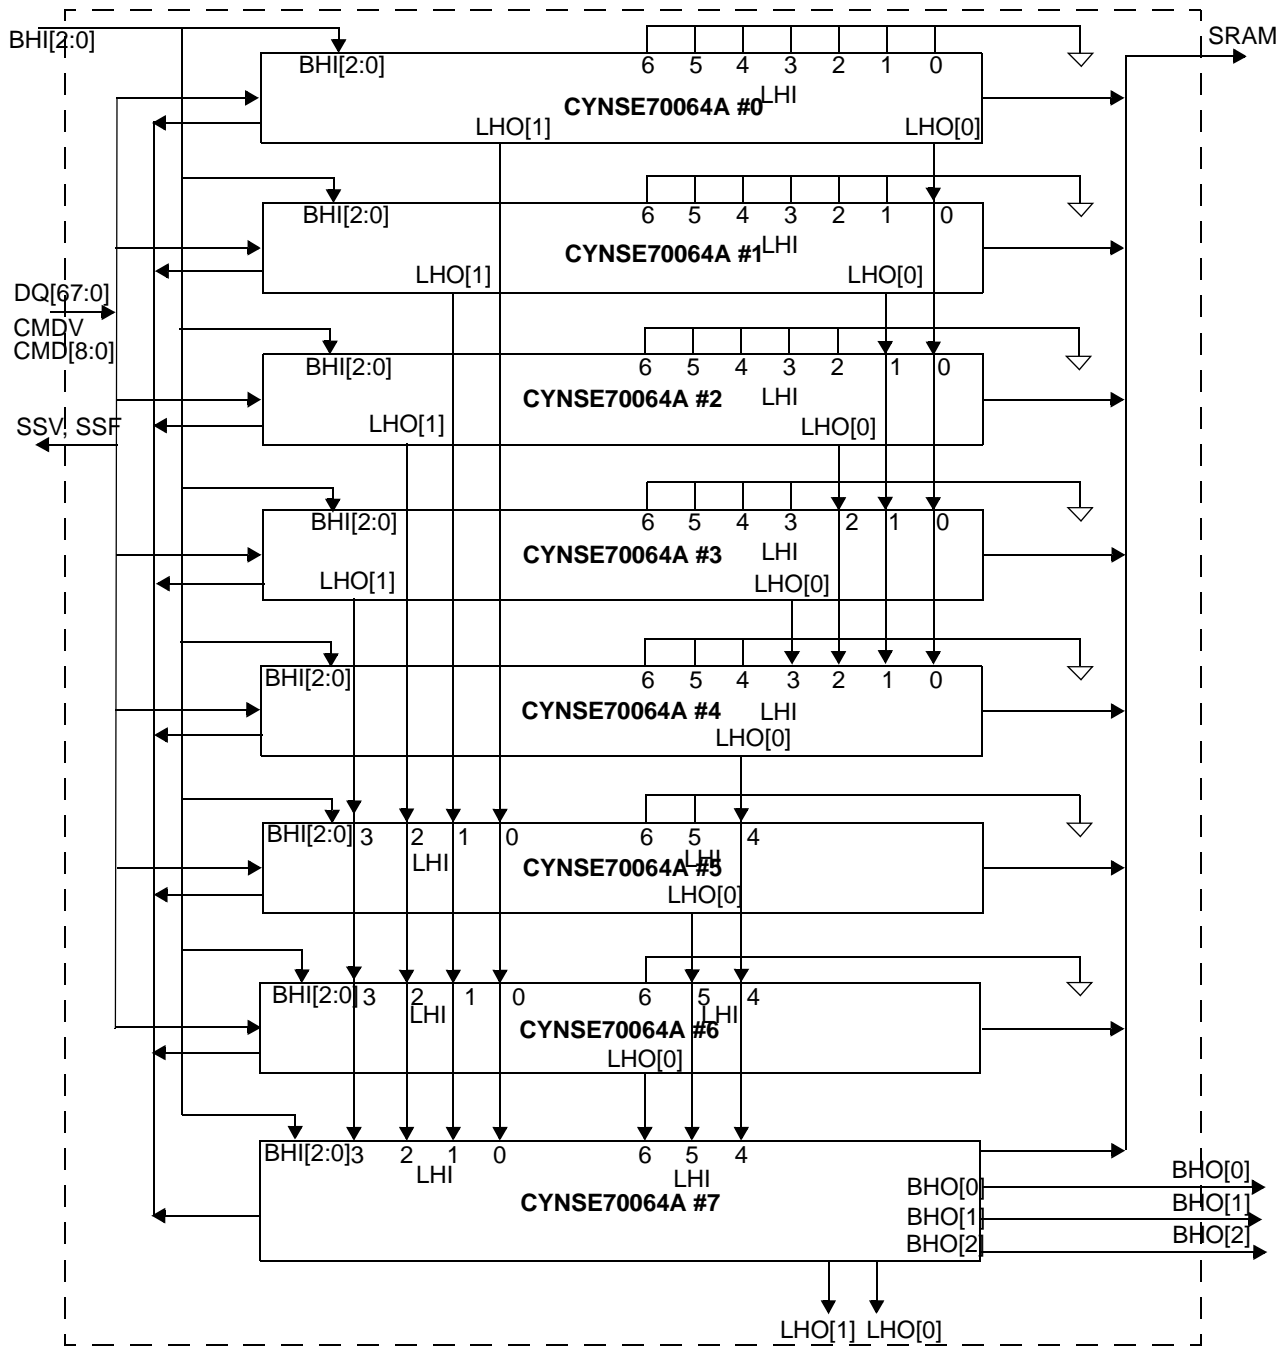 BHI[2:0]
SRAM
BHI[2:0] 6 5 4 3 2 1 0
LHI
CYNSE70064A #0
LHO[1] LHO[0]
BHI[2:0] 6 5 4 3 2 1 0
LHI
CYNSE70064A #1
LHO[1] LHO[0]
DQ[67:0]
CMDV
CMD[8:0]
BHI[2:0] 6 5 4 3 2 1 0
LHI
CYNSE70064A #2
LHO[1] LHO[0]
SSV, SSF
BHI[2:0] 6 5 4 3 2 1 0
LHI
CYNSE70064A #3
LHO[1] LHO[0]
BHI[2:0] 6 5 4 3 2 1 0
LHI
CYNSE70064A #4
LHO[0]
BHI[2:0] 3 2 1 0 6 5 4
LHI LHI
CYNSE70064A #5
LHO[0]
BHI[2:0] 3 2 1 0 6 5 4
LHI LHI
CYNSE70064A #6
LHO[0]
BHI[2:0] 3 2 1 0 6 5 4
LHI LHI
CYNSE70064A #7
BHO[0] BHO[0]
BHO[1] BHO[1]
BHO[2] BHO[2]
LHO[1] LHO[0]